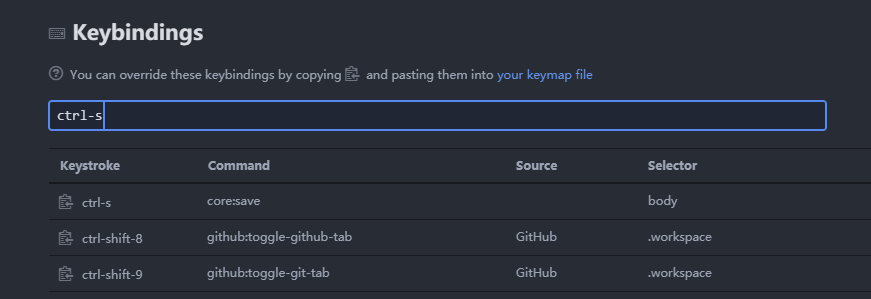 Keybindings
You can override these keybindings by copying and pasting them into your keymap file
ctrl-s
Keystroke Command Source Selector
ctrl-s core:save body
ctrl-shift-8 github:toggle-github-tab GitHub .workspace
ctrl-shift-9 github:toggle-git-tab GitHub .workspace